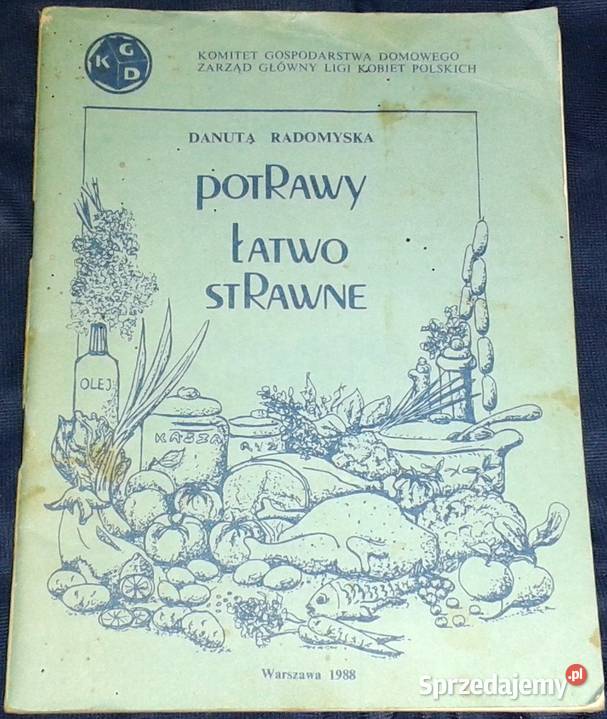 K G D
KOMITET GOSPODARSTWA DOMOWEGO
ZARZĄD GŁÓWNY LIGI KOBIET POLSKICH
DANUTA RADOMYSKA
POTRAWY
ŁATWO
STRAWNE
OLEJ
KASZA
RYŻ
Warszawa 1988
Sprzedajemy.pl